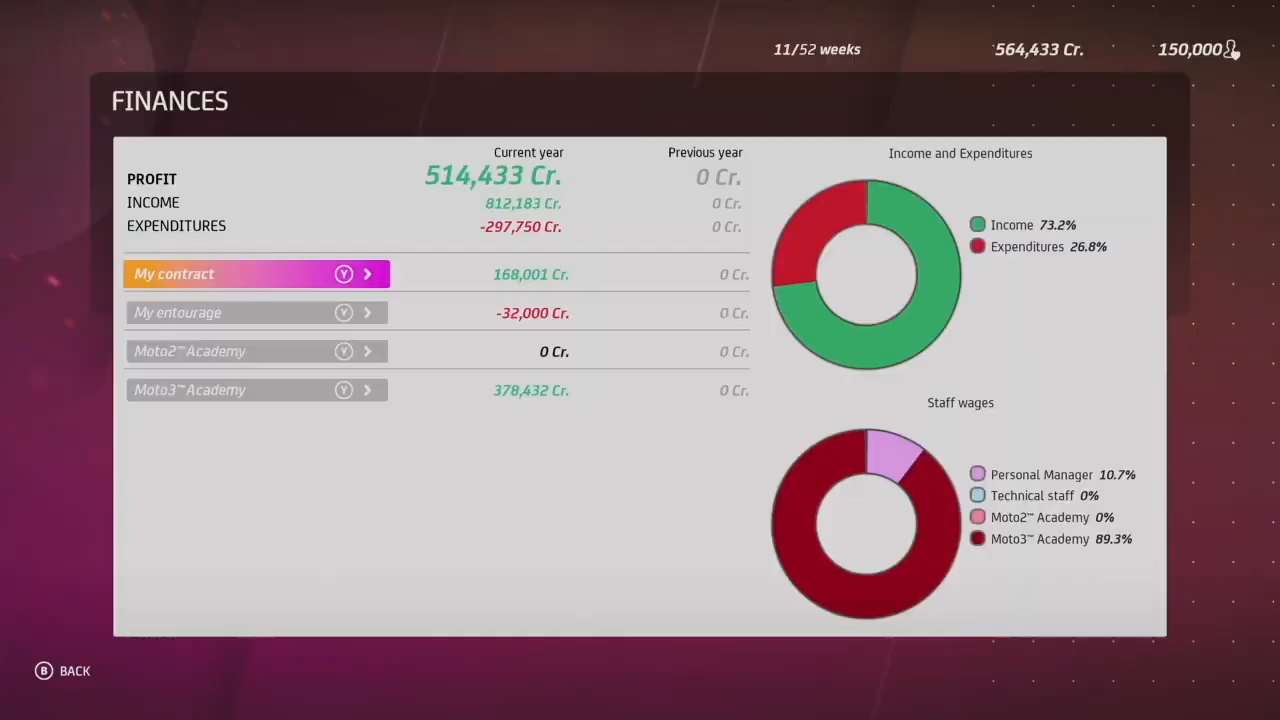 11/52 weeks 564,433 Cr. 150,000
FINANCES
Current year Previous year
PROFIT 514,433 Cr. 0 Cr.
INCOME 812,183 Cr. 0 Cr.
EXPENDITURES -297,750 Cr. 0 Cr.
My contract Y 168,001 Cr. 0 Cr.
My entourage Y -32,000 Cr. 0 Cr.
Moto2™ Academy Y 0 Cr. 0 Cr.
Moto3™ Academy Y 378,432 Cr. 0 Cr.
Income and Expenditures
Income 73.2%
Expenditures 26.8%
Staff wages
Personal Manager 10.7%
Technical staff 0%
Moto2™ Academy 0%
Moto3™ Academy 89.3%
B BACK